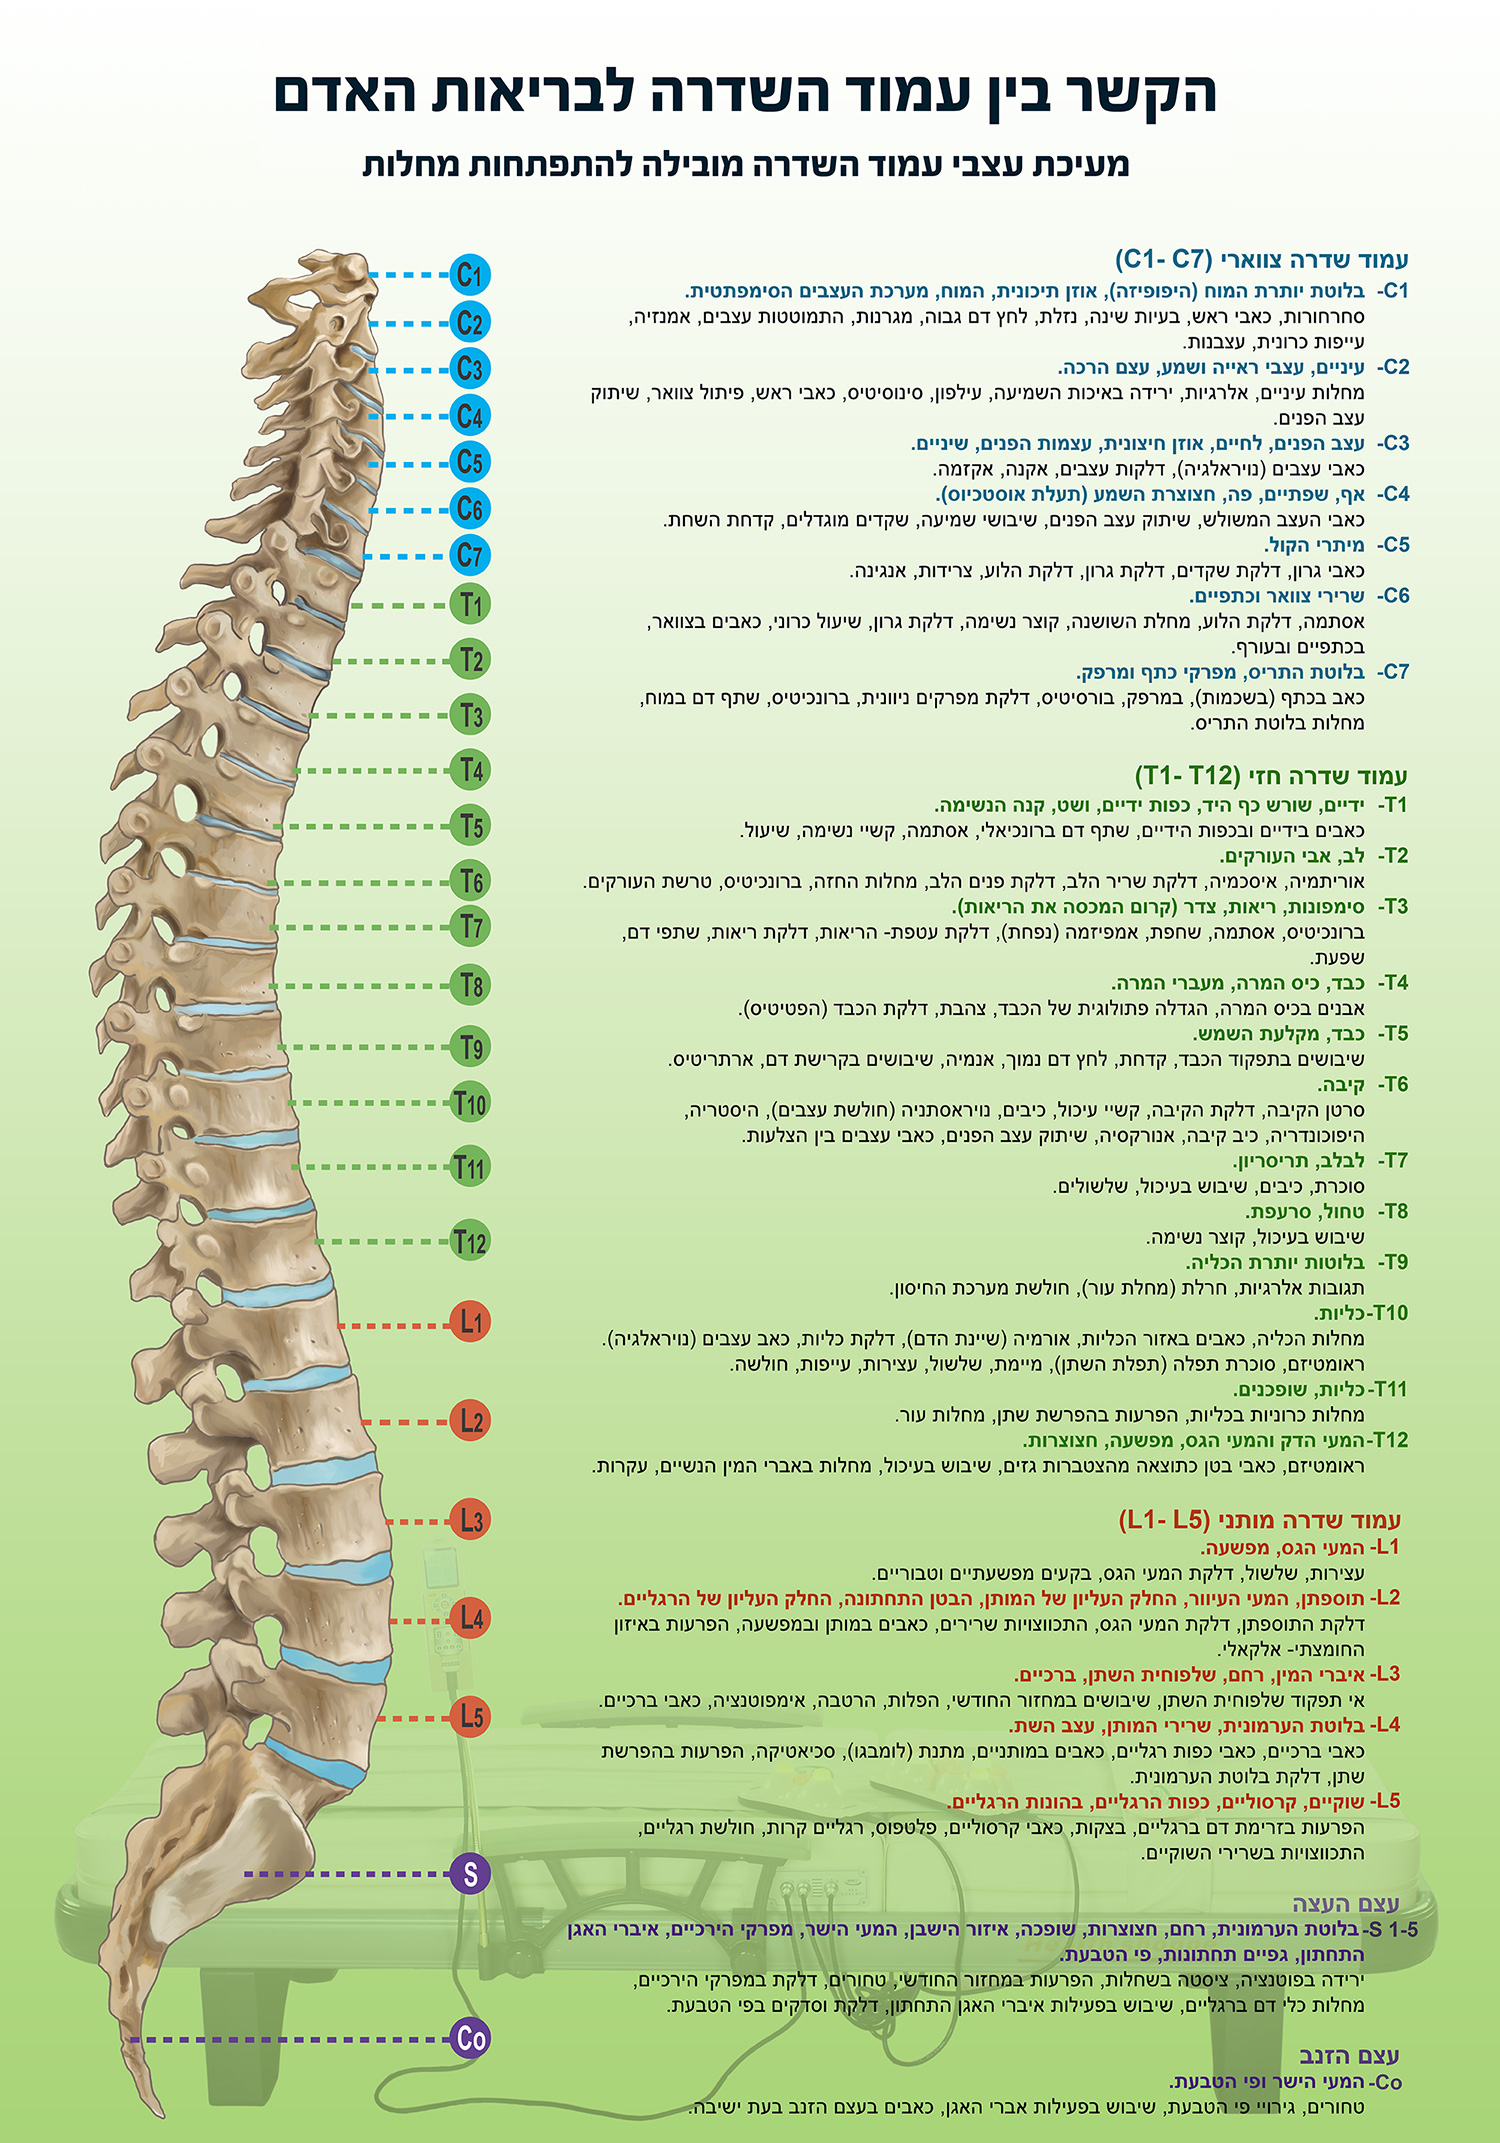 הקשר בין עמוד השדרה לבריאות האדם
מעיכת עצבי עמוד השדרה מובילה להתפתחות מחלות
C1
C2
C3
C4
C5
C6
C7
T1
T2
T3
T4
T5
T6
T7
T8
T9
T10
T11
T12
L1
L2
L3
L4
L5
S
Co
עמוד שדרה צווארי (C1- C7)
C1- בלוטת יותרת המוח (היפופיזה), אוזן תיכונית, המוח, מערכת העצבים הסימפתטית.
סחרחורות, כאבי ראש, בעיות שינה, נזלת, לחץ דם גבוה, מגרנות, התמוטטות עצבים, אמנזיה,
עייפות כרונית, עצבנות.
C2- עיניים, עצבי ראייה ושמע, עצם הרכה.
מחלות עיניים, אלרגיות, ירידה באיכות השמיעה, עילפון, סינוסיטיס, כאבי ראש, פיתול צוואר, שיתוק
עצב הפנים.
C3- עצב הפנים, לחיים, אוזן חיצונית, עצמות הפנים, שיניים.
כאבי עצבים (נויראלגיה), דלקות עצבים, אקנה, אקזמה.
C4- אף, שפתיים, פה, חצוצרת השמע (תעלת אוסטכיוס).
כאבי העצב המשולש, שיתוק עצב הפנים, שיבושי שמיעה, שקדים מוגדלים, קדחת השחת.
C5- מיתרי הקול.
כאבי גרון, דלקת שקדים, דלקת גרון, דלקת הלוע, צרידות, אנגינה.
C6- שרירי צוואר וכתפיים.
אסתמה, דלקת הלוע, מחלת השושנה, קוצר נשימה, דלקת גרון, שיעול כרוני, כאבים בצוואר,
בכתפיים ובעורף.
C7- בלוטת התריס, מפרקי כתף ומרפק.
כאב בכתף (בשכמות), במרפק, בורסיטיס, דלקת מפרקים ניוונית, ברונכיטיס, שתף דם במוח,
מחלות בלוטת התריס.
עמוד שדרה חזי (T1- T12)
T1- ידיים, שורש כף היד, כפות ידיים, ושט, קנה הנשימה.
כאבים בידיים ובכפות הידיים, שתף דם ברונכיאלי, אסתמה, קשיי נשימה, שיעול.
T2- לב, אבי העורקים.
אוריתמיה, איסכמיה, דלקת שריר הלב, דלקת פנים הלב, מחלות החזה, ברונכיטיס, טרשת העורקים.
T3- סימפונות, ריאות, צדר (קרום המכסה את הריאות).
ברונכיטיס, אסתמה, שחפת, אמפיזמה (נפחת), דלקת עטפת- הריאות, דלקת ריאות, שתפי דם,
שפעת.
T4- כבד, כיס המרה, מעברי המרה.
אבנים בכיס המרה, הגדלה פתולוגית של הכבד, צהבת, דלקת הכבד (הפטיטיס).
T5- כבד, מקלעת השמש.
שיבושים בתפקוד הכבד, קדחת, לחץ דם נמוך, אנמיה, שיבושים בקרישת דם, ארתריטיס.
T6- קיבה.
סרטן הקיבה, דלקת הקיבה, קשיי עיכול, כיבים, נויראסתניה (חולשת עצבים), היסטריה,
היפוכונדריה, כיב קיבה, אנורקסיה, שיתוק עצב הפנים, כאבי עצבים בין הצלעות.
T7- לבלב, תריסריון.
סוכרת, כיבים, שיבוש בעיכול, שלשולים.
T8- טחול, סרעפת.
שיבוש בעיכול, קוצר נשימה.
T9- בלוטות יותרת הכליה.
תגובות אלרגיות, חרלת (מחלת עור), חולשת מערכת החיסון.
T10-כליות.
מחלות הכליה, כאבים באזור הכליות, אורמיה (שיינת הדם), דלקת כליות, כאב עצבים (נויראלגיה).
ראומטיזם, סוכרת תפלה (תפלת השתן), מיימת, שלשול, עצירות, עייפות, חולשה.
T11-כליות, שופכנים.
מחלות כרוניות בכליות, הפרעות בהפרשת שתן, מחלות עור.
T12-המעי הדק והמעי הגס, מפשעה, חצוצרות.
ראומטיזם, כאבי בטן כתוצאה מהצטברות גזים, שיבוש בעיכול, מחלות באברי המין הנשיים, עקרות.
עמוד שדרה מותני (L1- L5)
L1- המעי הגס, מפשעה.
עצירות, שלשול, דלקת המעי הגס, בקעים מפשעתיים וטבוריים.
L2- תוספתן, המעי העיוור, החלק העליון של המותן, הבטן התחתונה, החלק העליון של הרגליים.
דלקת התוספתן, דלקת המעי הגס, התכווצויות שרירים, כאבים במותן ובמפשעה, הפרעות באיזון
החומצתי- אלקאלי.
L3- איברי המין, רחם, שלפוחית השתן, ברכיים.
אי תפקוד שלפוחית השתן, שיבושים במחזור החודשי, הפלות, הרטבה, אימפוטנציה, כאבי ברכיים.
L4- בלוטת הערמונית, שרירי המותן, עצב השת.
כאבי ברכיים, כאבי כפות רגליים, כאבים במותניים, מתנת (לומבגו), סכיאטיקה, הפרעות בהפרשת
שתן, דלקת בלוטת הערמונית.
L5- שוקיים, קרסוליים, כפות הרגליים, בהונות הרגליים.
הפרעות בזרימת דם ברגליים, בצקות, כאבי קרסוליים, פלטפוס, רגליים קרות, חולשת רגליים,
התכווצויות בשרירי השוקיים.
עצם העצה
S 1-5- בלוטת הערמונית, רחם, חצוצרות, שופכה, איזור הישבן, המעי הישר, מפרקי הירכיים, איברי האגן
התחתון, גפיים תחתונות, פי הטבעת.
ירידה בפוטנציה, ציסטה בשחלות, הפרעות במחזור החודשי, טחורים, דלקת במפרקי הירכיים,
מחלות כלי דם ברגליים, שיבוש בפעילות איברי האגן התחתון, דלקת וסדקים בפי הטבעת.
עצם הזנב
Co- המעי הישר ופי הטבעת.
טחורים, גירויי פי הטבעת, שיבוש בפעילות אברי האגן, כאבים בעצם הזנב בעת ישיבה.